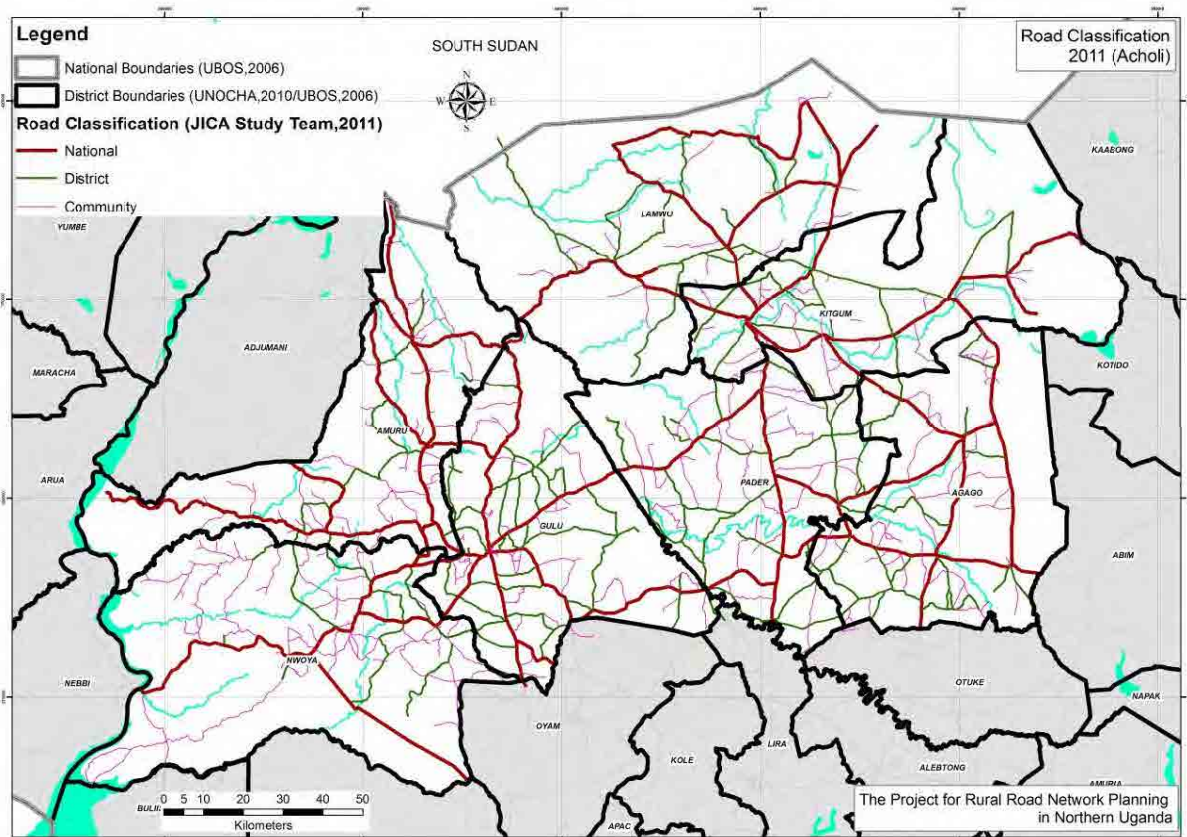 Legend
National Boundaries (UBOS,2006)
District Boundaries (UNOCHA,2010/UBOS,2006)
Road Classification (JICA Study Team,2011)
National
District
Community
SOUTH SUDAN
N
W E
S
Road Classification
2011 (Acholi)
KAABONG
YUMBE
LAMWU
ADJUMANI
KITGUM
MARACHA
KOTIDO
AMURU
ARUA
PADER
AGAGO
GULU
ABIM
NWOYA
NEBBI
OTUKE
NAPAK
OYAM
KOLE
LIRA
ALEBTONG
AMURIA
APAC
0 5 10 20 30 40 50
Kilometers
The Project for Rural Road Network Planning
in Northern Uganda